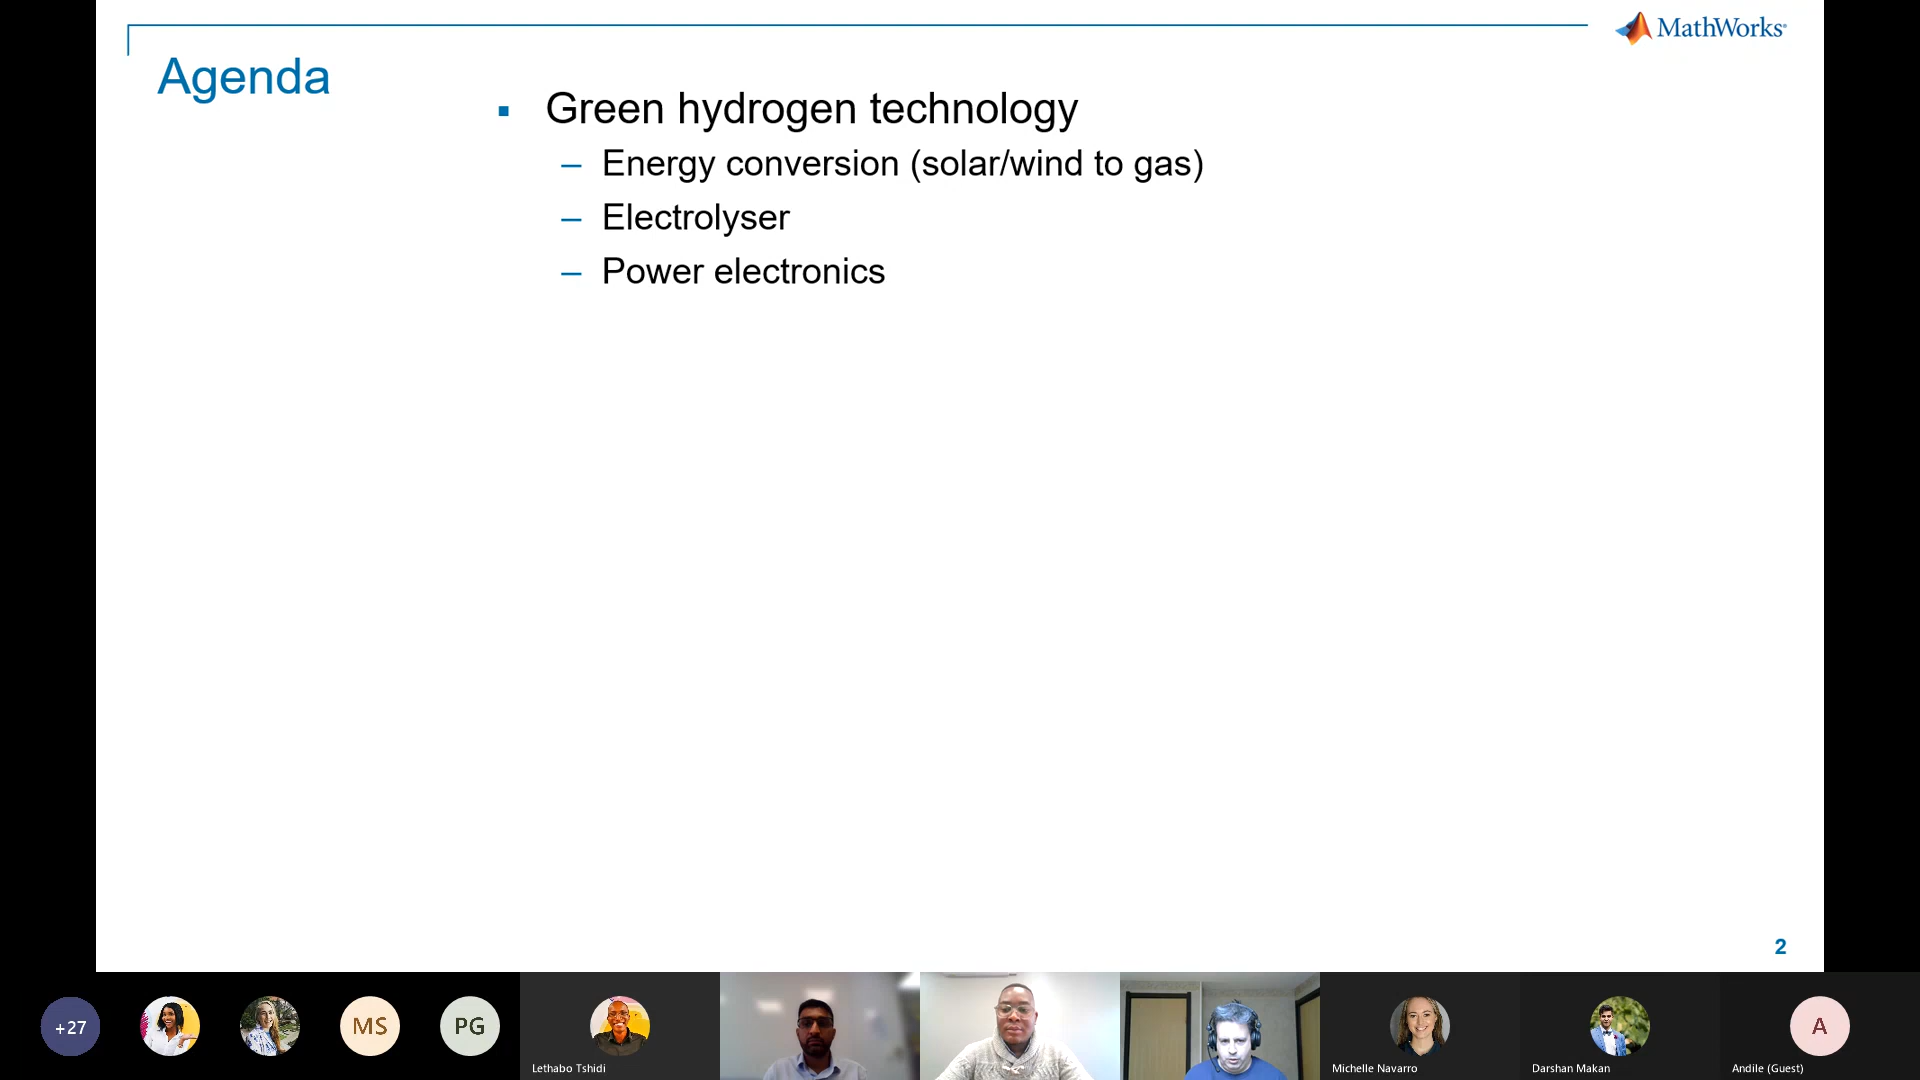 MathWorks®
Agenda
▪ Green hydrogen technology
– Energy conversion (solar/wind to gas)
– Electrolyser
– Power electronics
2
+27
MS
PG
Lethabo Tshidi
Michelle Navarro
Darshan Makan
A
Andile (Guest)